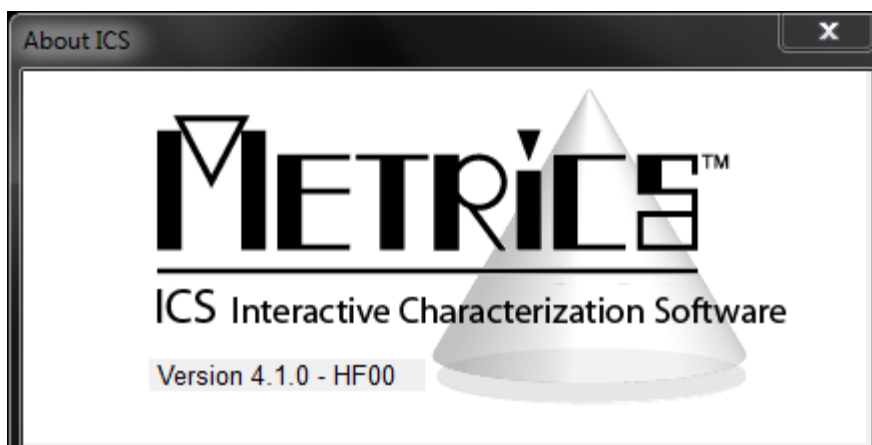 About ICS
METRiCS™
ICS Interactive Characterization Software
Version 4.1.0 - HF00